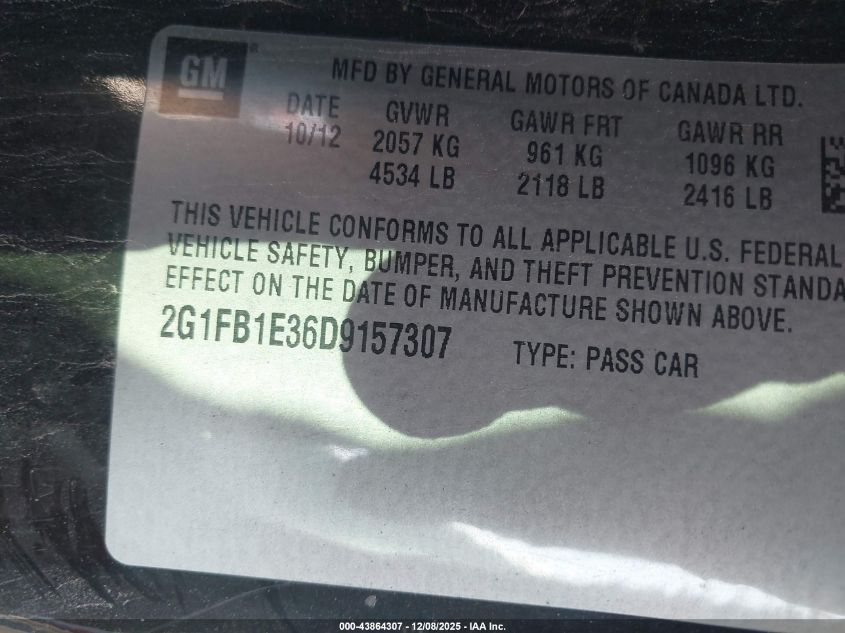 GM®
MFD BY GENERAL MOTORS OF CANADA LTD.
DATE GVWR GAWR FRT GAWR RR
10/12 2057 KG 961 KG 1096 KG
4534 LB 2118 LB 2416 LB
THIS VEHICLE CONFORMS TO ALL APPLICABLE U.S. FEDERAL
VEHICLE SAFETY, BUMPER, AND THEFT PREVENTION STANDA
EFFECT ON THE DATE OF MANUFACTURE SHOWN ABOVE.
2G1FB1E36D9157307 TYPE: PASS CAR
000-43864307 - 12/08/2025 - IAA Inc.